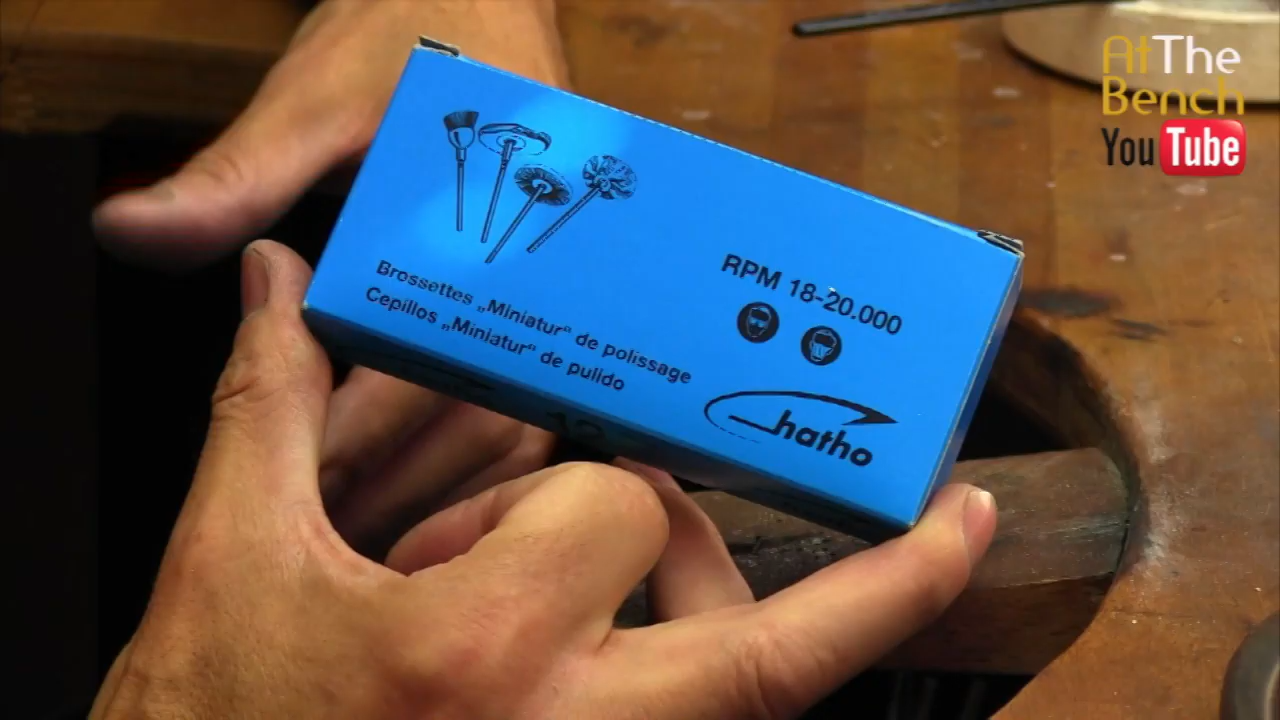 AtThe
Bench
YouTube
RPM 18-20.000
Brossettes „Miniatur“ de polissage
Cepillos „Miniatur“ de pulido
hatho